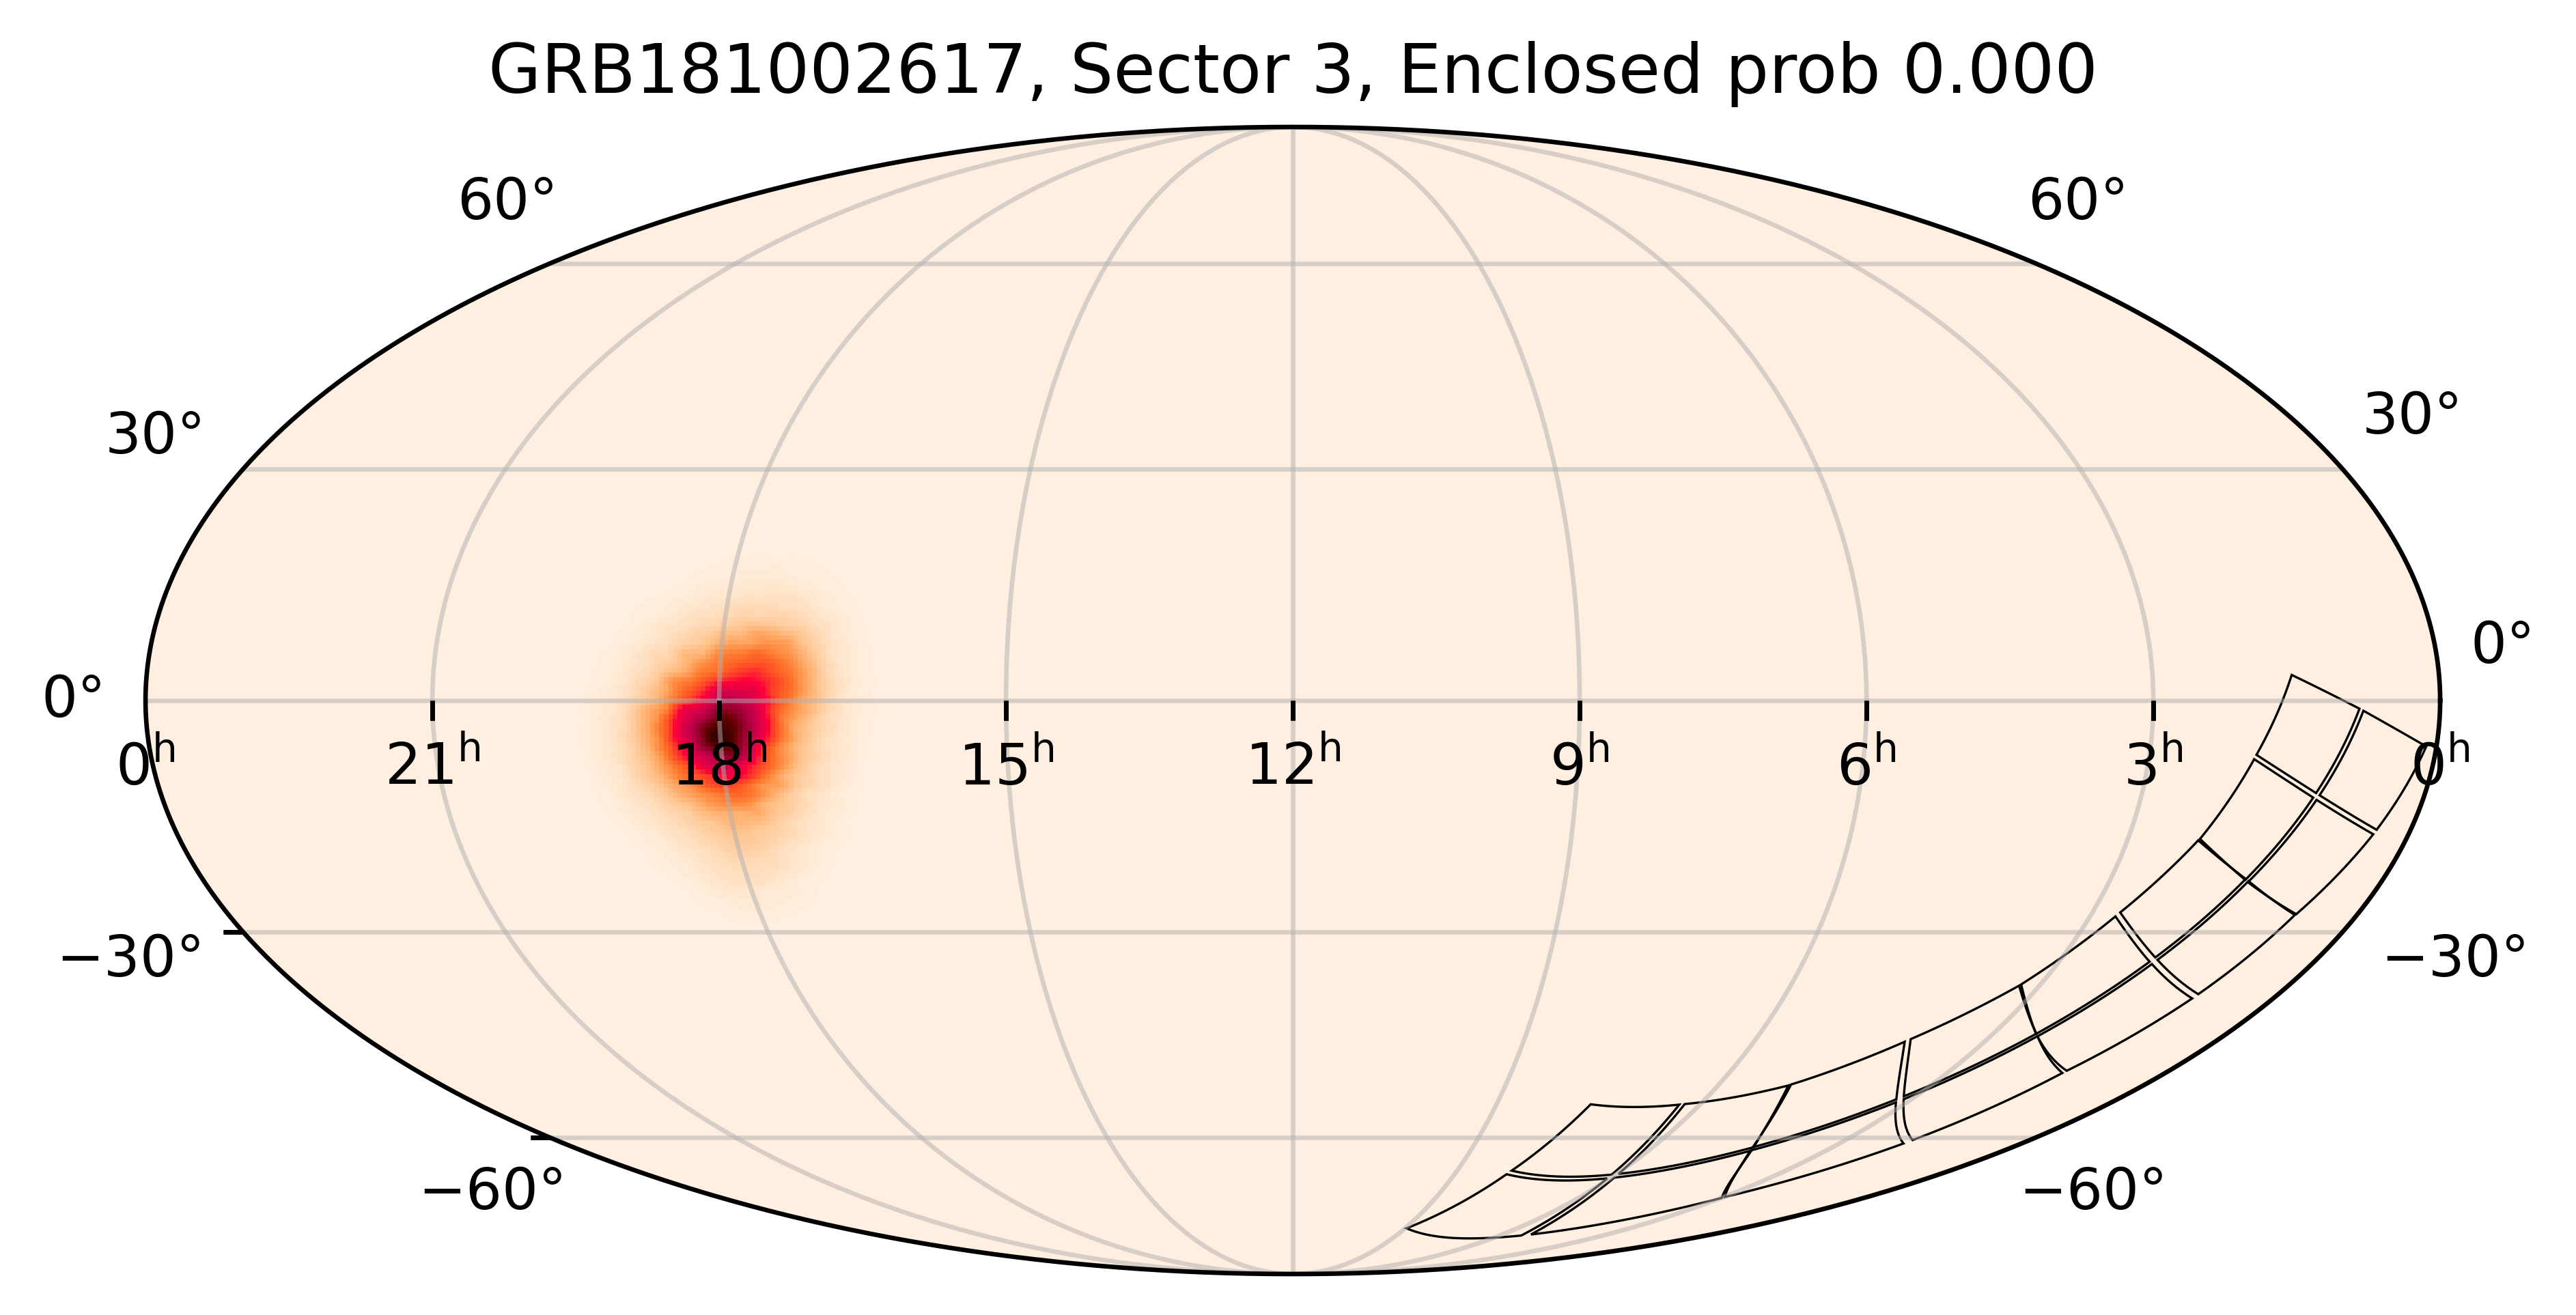 GRB181002617, Sector 3, Enclosed prob 0.000
60° 60°
30° 30°
0° 0°
0ʰ 21ʰ 18ʰ 15ʰ 12ʰ 9ʰ 6ʰ 3ʰ 0ʰ
−30° −30°
−60° −60°